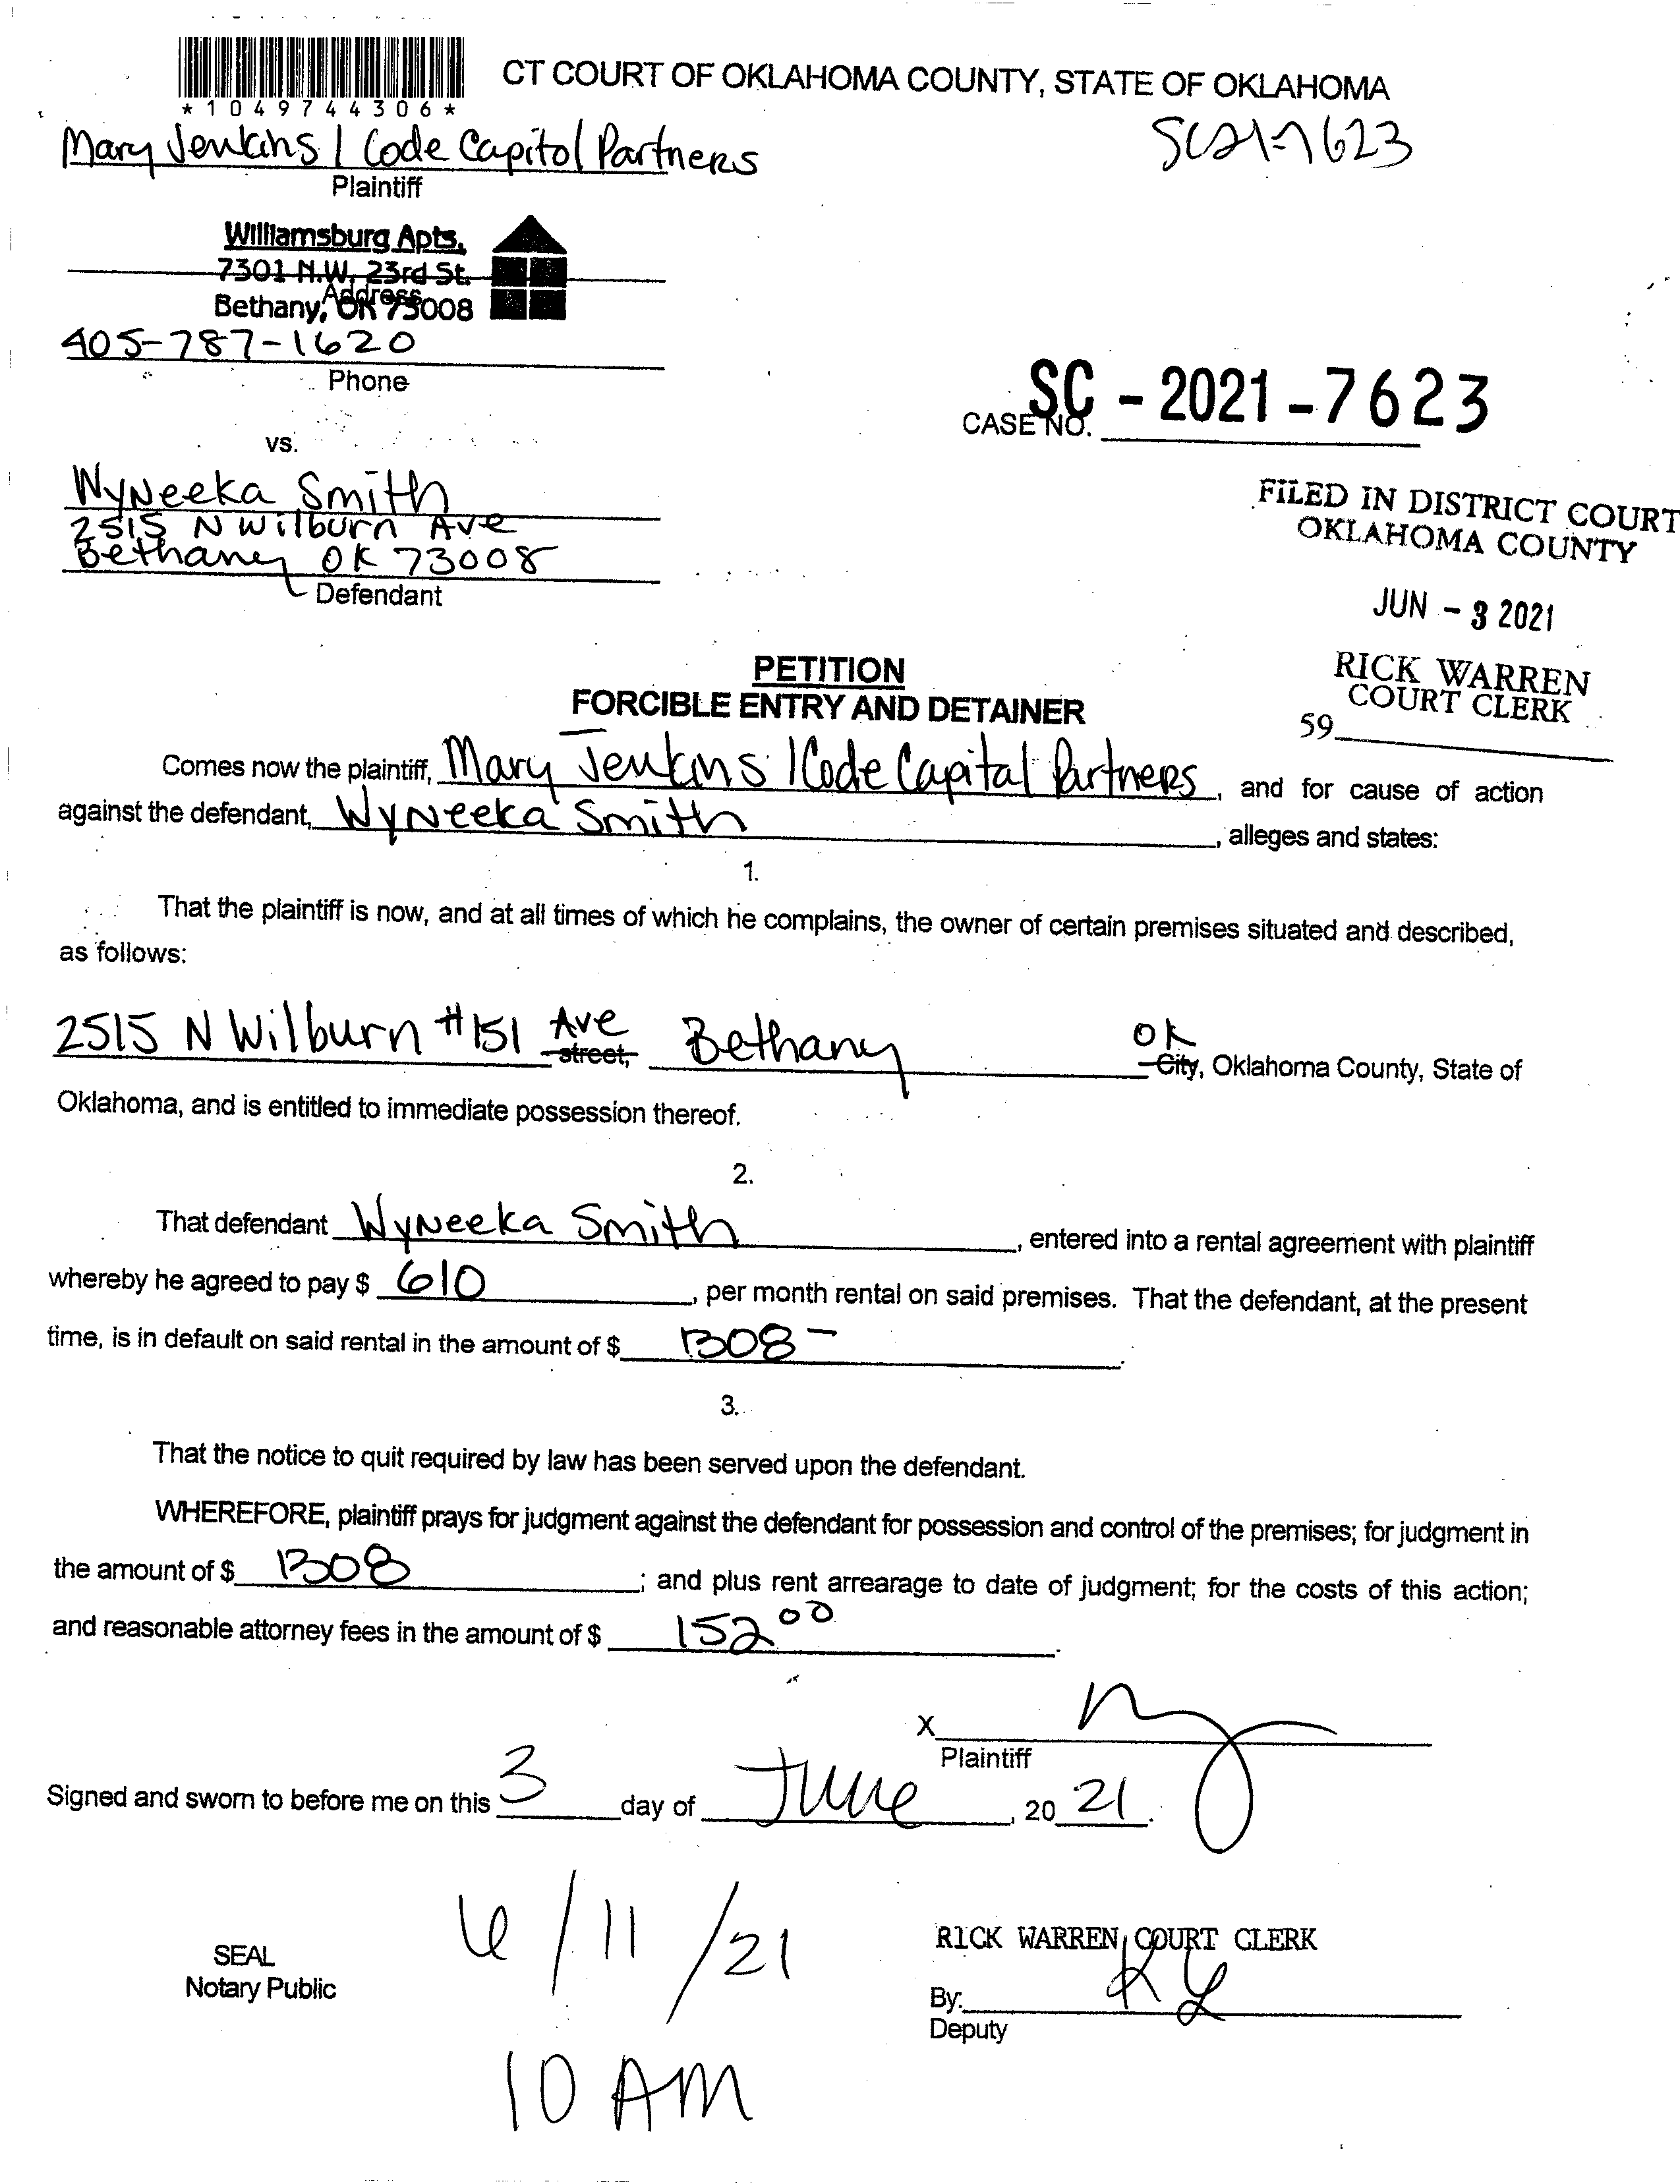 CT COURT OF OKLAHOMA COUNTY, STATE OF OKLAHOMA
*1049744306*
Mary Jenkins / Code Capitol Partners
SC21-7623
Plaintiff
Williamsburg Apts.
7301 N.W. 23rd St.
Address
Bethany, OK 73008
405-787-1620
Phone
SC - 2021 - 7623
CASE NO.
vs.
Wyneeka Smith
2515 N Wilburn Ave
Bethany OK 73008
Defendant
FILED IN DISTRICT COURT
OKLAHOMA COUNTY
JUN - 3 2021
RICK WARREN
COURT CLERK
59
PETITION
FORCIBLE ENTRY AND DETAINER
Comes now the plaintiff, Mary Jenkins / Code Capital Partners, and for cause of action
against the defendant, Wyneeka Smith, alleges and states:
1.
That the plaintiff is now, and at all times of which he complains, the owner of certain premises situated and described,
as follows:
2515 N Wilburn #151 Ave street, Bethany OK City, Oklahoma County, State of
Oklahoma, and is entitled to immediate possession thereof.
2.
That defendant Wyneeka Smith, entered into a rental agreement with plaintiff
whereby he agreed to pay $ 610, per month rental on said premises. That the defendant, at the present
time, is in default on said rental in the amount of $ 1308-.
3.
That the notice to quit required by law has been served upon the defendant.
WHEREFORE, plaintiff prays for judgment against the defendant for possession and control of the premises; for judgment in
the amount of $ 1308; and plus rent arrearage to date of judgment; for the costs of this action;
and reasonable attorney fees in the amount of $ 152 00.
X
Plaintiff
Signed and sworn to before me on this 3 day of June, 20 21.
6/11/21
SEAL
Notary Public
RICK WARREN, COURT CLERK
By:
Deputy
10 AM